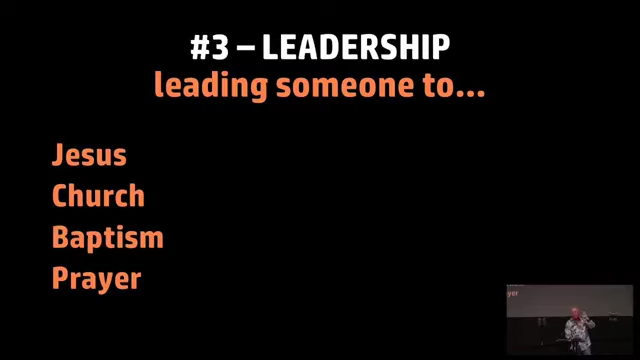 #3 – LEADERSHIP
leading someone to...
Jesus
Church
Baptism
Prayer